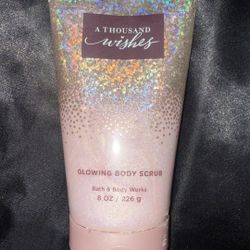 A THOUSAND
wishes
GLOWING BODY SCRUB
Bath & Body Works
8 OZ / 226 g